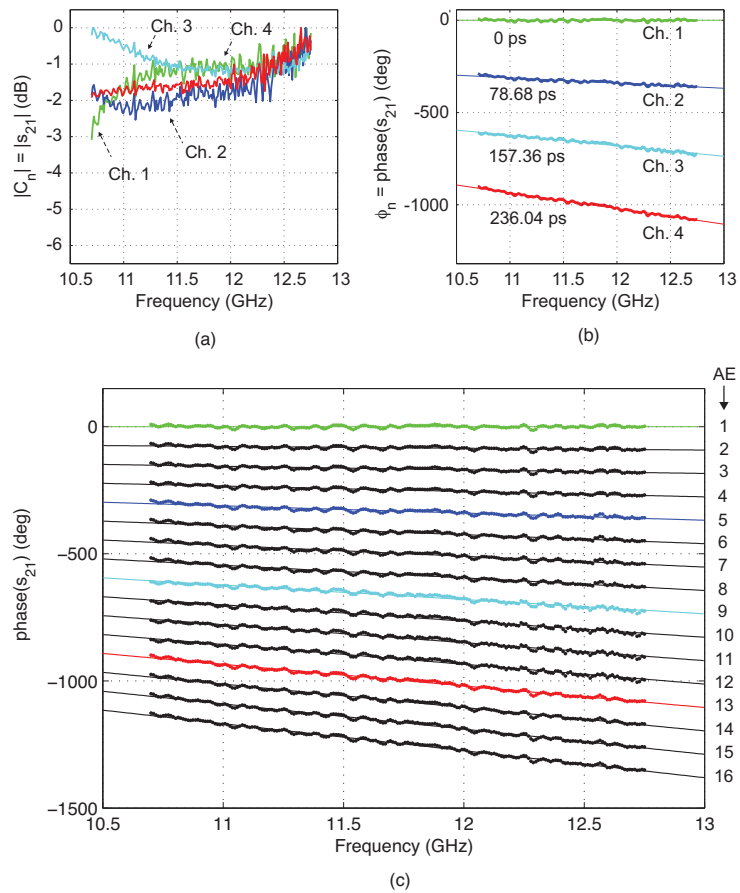 0
-1
-2
-3
-4
-5
-6
|C_n| = |s_21| (dB)
Ch. 3
Ch. 4
Ch. 2
Ch. 1
10.5 11 11.5 12 12.5 13
Frequency (GHz)
(a)
0
-500
-1000
ϕ_n = phase(s_21) (deg)
0 ps
Ch. 1
78.68 ps
Ch. 2
157.36 ps
Ch. 3
236.04 ps
Ch. 4
10.5 11 11.5 12 12.5 13
Frequency (GHz)
(b)
AE
0
−500
−1000
−1500
phase(s_21) (deg)
1
2
3
4
5
6
7
8
9
10
11
12
13
14
15
16
10.5 11 11.5 12 12.5 13
Frequency (GHz)
(c)